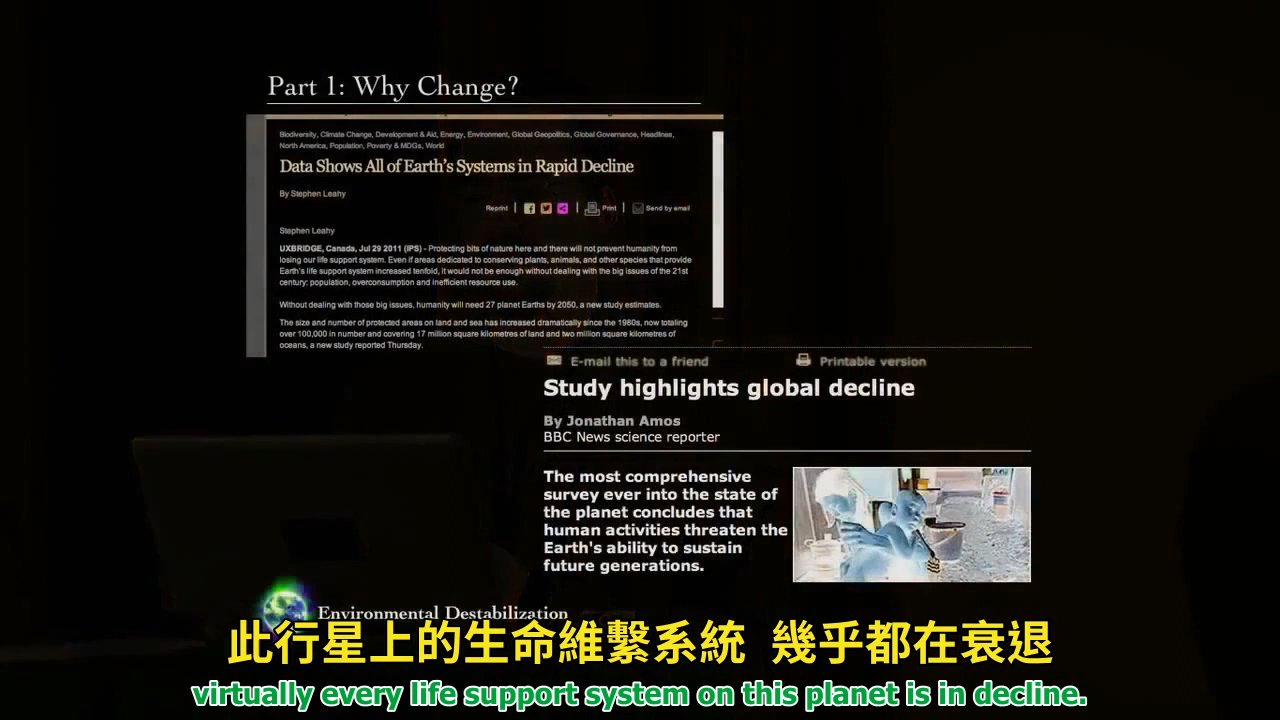 Part 1: Why Change?
Biodiversity, Climate Change, Development & Aid, Energy, Environment, Global Geopolitics, Global Governance, Headlines,
North America, Population, Poverty & MDGs, World
Data Shows All of Earth's Systems in Rapid Decline
By Stephen Leahy
Reprint | | Print | Send by email
Stephen Leahy
UXBRIDGE, Canada, Jul 29 2011 (IPS) - Protecting bits of nature here and there will not prevent humanity from
losing our life support system. Even if areas dedicated to conserving plants, animals, and other species that provide
Earth's life support system increased tenfold, it would not be enough without dealing with the big issues of the 21st
century: population, overconsumption and inefficient resource use.
Without dealing with those big issues, humanity will need 27 planet Earths by 2050, a new study estimates.
The size and number of protected areas on land and sea has increased dramatically since the 1980s, now totaling
over 100,000 in number and covering 17 million square kilometres of land and two million square kilometres of
oceans, a new study reported Thursday.
E-mail this to a friend Printable version
Study highlights global decline
By Jonathan Amos
BBC News science reporter
The most comprehensive
survey ever into the state of
the planet concludes that
human activities threaten the
Earth's ability to sustain
future generations.
Environmental Destabilization
此行星上的生命維繫系統 幾乎都在衰退
virtually every life support system on this planet is in decline.